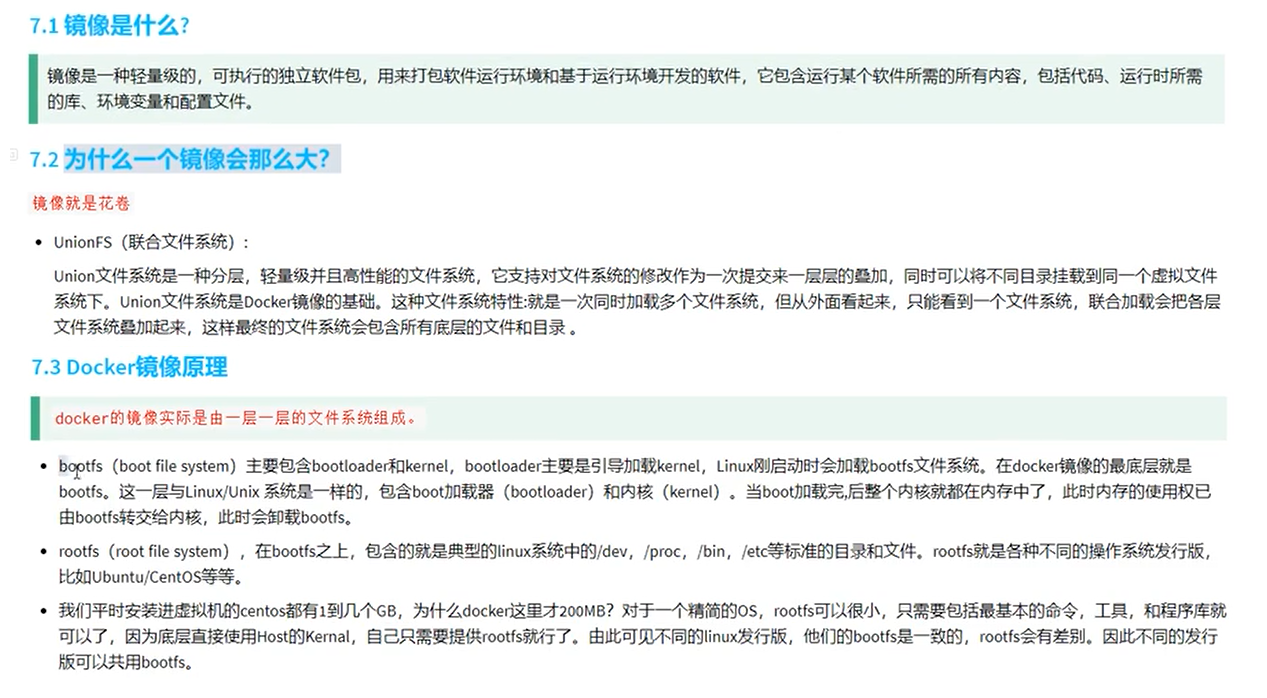 7.1 镜像是什么?
镜像是一种轻量级的，可执行的独立软件包，用来打包软件运行环境和基于运行环境开发的软件，它包含运行某个软件所需的所有内容，包括代码、运行时所需
的库、环境变量和配置文件。
7.2 为什么一个镜像会那么大?
镜像就是花卷
• UnionFS（联合文件系统）:
Union文件系统是一种分层，轻量级并且高性能的文件系统，它支持对文件系统的修改作为一次提交来一层层的叠加，同时可以将不同目录挂载到同一个虚拟文件
系统下。Union文件系统是Docker镜像的基础。这种文件系统特性:就是一次同时加载多个文件系统，但从外面看起来，只能看到一个文件系统，联合加载会把各层
文件系统叠加起来，这样最终的文件系统会包含所有底层的文件和目录 。
7.3 Docker镜像原理
docker的镜像实际是由一层一层的文件系统组成。
• bootfs（boot file system）主要包含bootloader和kernel，bootloader主要是引导加载kernel，Linux刚启动时会加载bootfs文件系统。在docker镜像的最底层就是
bootfs。这一层与Linux/Unix 系统是一样的，包含boot加载器（bootloader）和内核（kernel）。当boot加载完,后整个内核就都在内存中了，此时内存的使用权已
由bootfs转交给内核，此时会卸载bootfs。
• rootfs（root file system），在bootfs之上，包含的就是典型的linux系统中的/dev，/proc，/bin，/etc等标准的目录和文件。rootfs就是各种不同的操作系统发行版，
比如Ubuntu/CentOS等等。
• 我们平时安装进虚拟机的centos都有1到几个GB，为什么docker这里才200MB？对于一个精简的OS，rootfs可以很小，只需要包括最基本的命令，工具，和程序库就
可以了，因为底层直接使用Host的Kernal，自己只需要提供rootfs就行了。由此可见不同的linux发行版，他们的bootfs是一致的，rootfs会有差别。因此不同的发行
版可以共用bootfs。